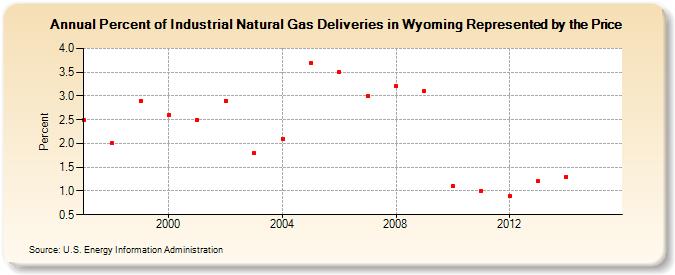 Annual Percent of Industrial Natural Gas Deliveries in Wyoming Represented by the Price
4.0
3.5
3.0
2.5
2.0
1.5
1.0
0.5
Percent
2000 2004 2008 2012
Source: U.S. Energy Information Administration